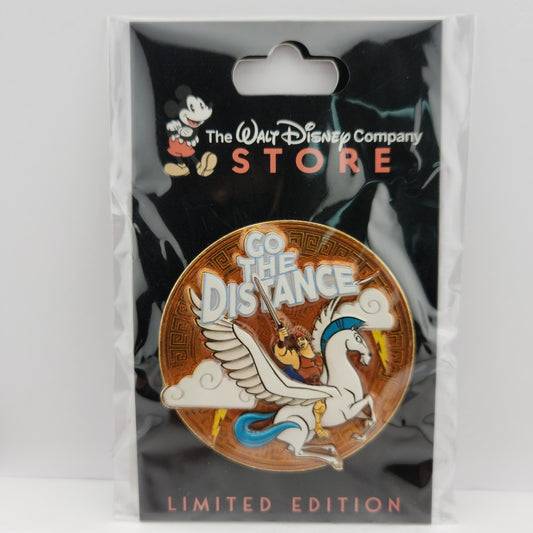 The WALT DISNEY Company
STORE
GO
THE
DISTANCE
LIMITED EDITION